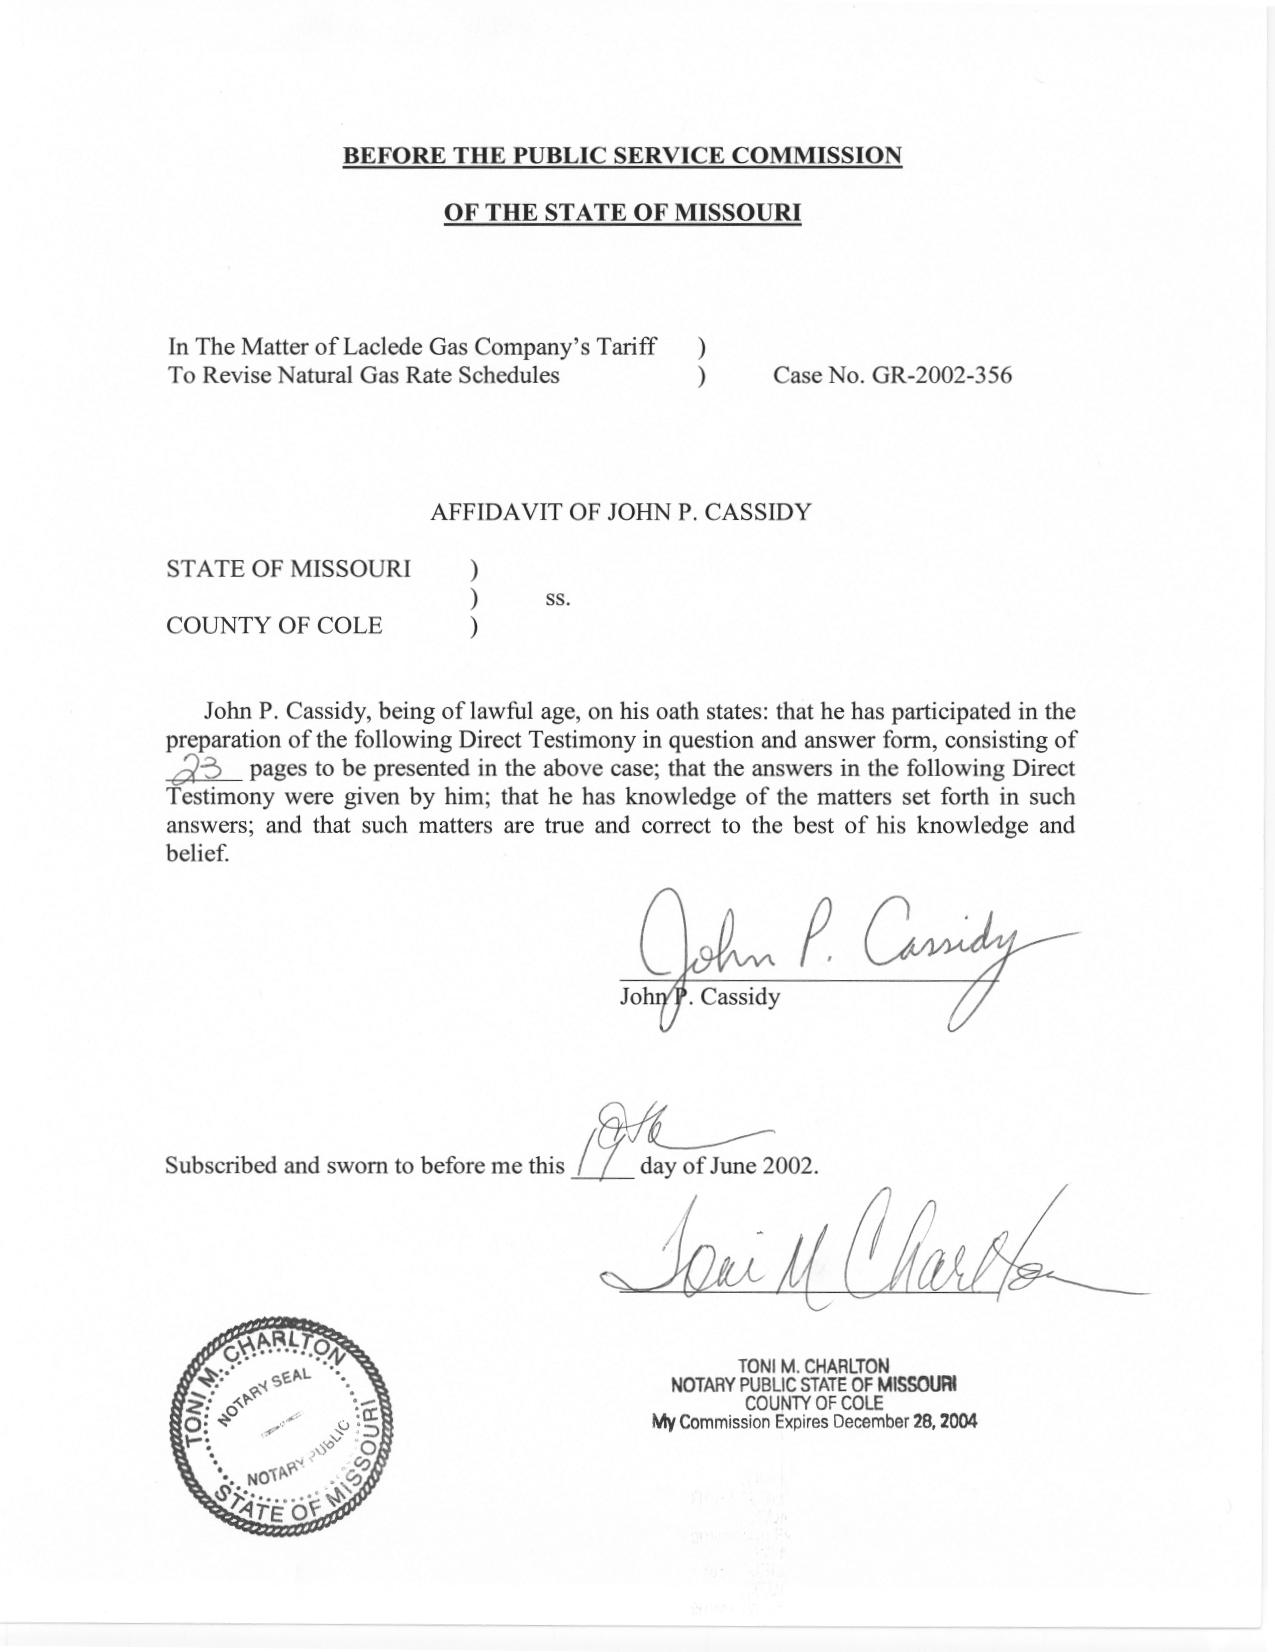 BEFORE THE PUBLIC SERVICE COMMISSION
OF THE STATE OF MISSOURI
In The Matter of Laclede Gas Company’s Tariff )
To Revise Natural Gas Rate Schedules ) Case No. GR-2002-356
AFFIDAVIT OF JOHN P. CASSIDY
STATE OF MISSOURI )
) ss.
COUNTY OF COLE )
John P. Cassidy, being of lawful age, on his oath states: that he has participated in the
preparation of the following Direct Testimony in question and answer form, consisting of
23 pages to be presented in the above case; that the answers in the following Direct
Testimony were given by him; that he has knowledge of the matters set forth in such
answers; and that such matters are true and correct to the best of his knowledge and
belief.
John P. Cassidy
John P. Cassidy
Subscribed and sworn to before me this 19th day of June 2002.
Toni M Charlton
TONI M. CHARLTON
NOTARY SEAL
NOTARY PUBLIC
STATE OF MISSOURI
TONI M. CHARLTON
NOTARY PUBLIC STATE OF MISSOURI
COUNTY OF COLE
My Commission Expires December 28, 2004